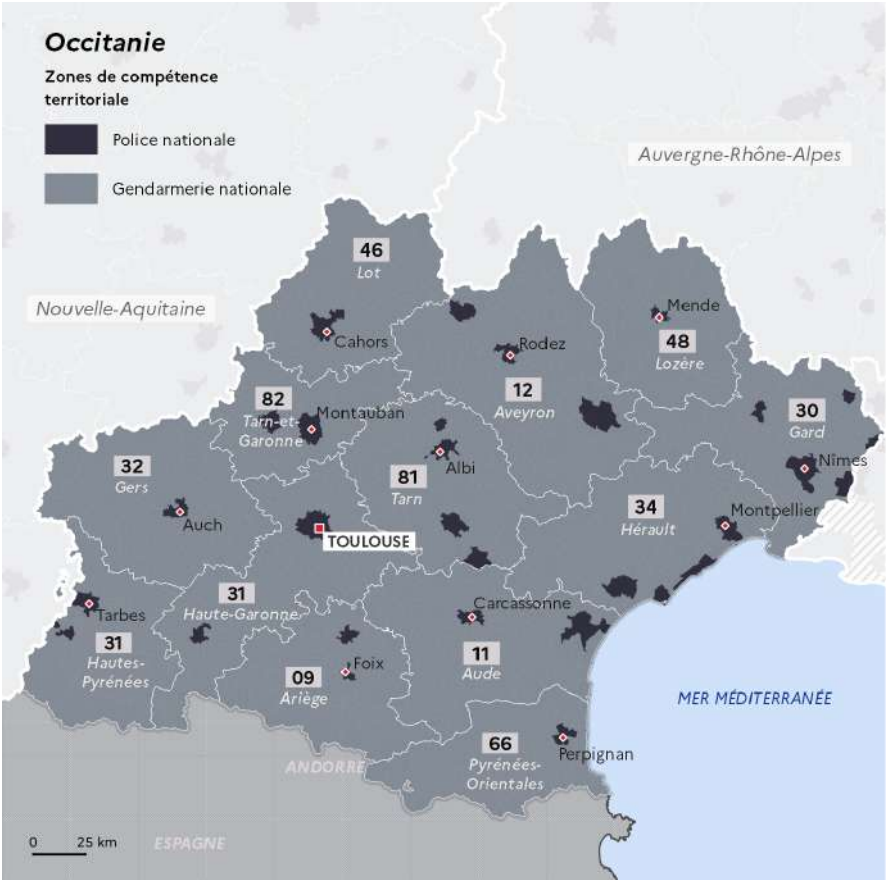 Occitanie
Zones de compétence
territoriale
Police nationale
Gendarmerie nationale
Auvergne-Rhône-Alpes
Nouvelle-Aquitaine
46
Lot
Cahors
Mende
48
Lozère
Rodez
12
Aveyron
82
Tarn-et-
Garonne
Montauban
30
Gard
Nîmes
32
Gers
Auch
81
Tarn
Albi
34
Hérault
Montpellier
TOULOUSE
31
Haute-Garonne
Tarbes
31
Hautes-
Pyrénées
Carcassonne
11
Aude
09
Ariège
Foix
66
Pyrénées-
Orientales
Perpignan
MER MÉDITERRANÉE
ANDORRE
ESPAGNE
0 25 km